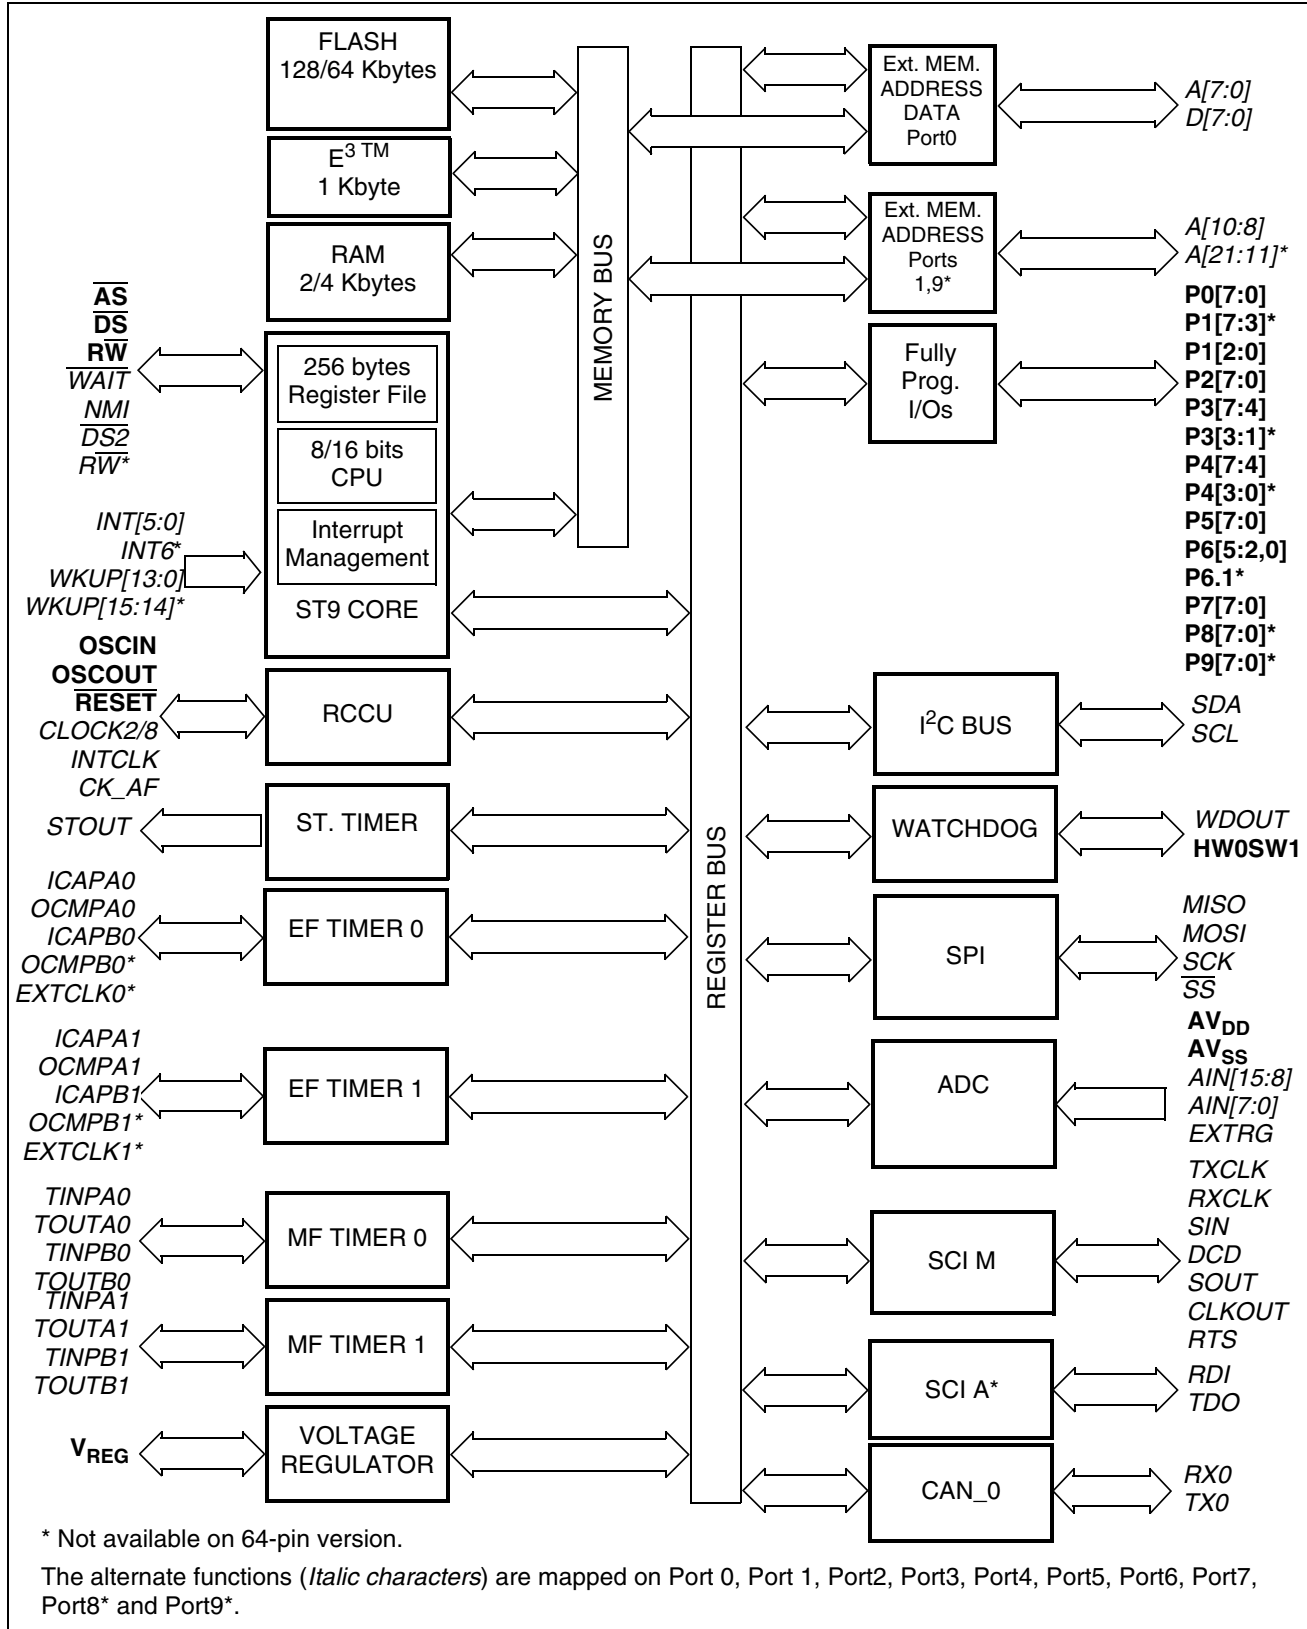 FLASH
128/64 Kbytes
E3 TM
1 Kbyte
RAM
2/4 Kbytes
AS
DS
RW
WAIT
NMI
DS2
RW*
256 bytes
Register File
8/16 bits
CPU
Interrupt
Management
ST9 CORE
INT[5:0]
INT6*
WKUP[13:0]
WKUP[15:14]*
OSCIN
OSCOUT
RESET
CLOCK2/8
INTCLK
CK_AF
RCCU
STOUT
ST. TIMER
ICAPA0
OCMPA0
ICAPB0
OCMPB0*
EXTCLK0*
EF TIMER 0
ICAPA1
OCMPA1
ICAPB1
OCMPB1*
EXTCLK1*
EF TIMER 1
TINPA0
TOUTA0
TINPB0
TOUTB0
MF TIMER 0
TINPA1
TOUTA1
TINPB1
TOUTB1
MF TIMER 1
VREG
VOLTAGE
REGULATOR
MEMORY BUS
REGISTER BUS
Ext. MEM.
ADDRESS
DATA
Port0
A[7:0]
D[7:0]
Ext. MEM.
ADDRESS
Ports
1,9*
A[10:8]
A[21:11]*
Fully
Prog.
I/Os
P0[7:0]
P1[7:3]*
P1[2:0]
P2[7:0]
P3[7:4]
P3[3:1]*
P4[7:4]
P4[3:0]*
P5[7:0]
P6[5:2,0]
P6.1*
P7[7:0]
P8[7:0]*
P9[7:0]*
I2C BUS
SDA
SCL
WATCHDOG
WDOUT
HW0SW1
SPI
MISO
MOSI
SCK
SS
ADC
AVDD
AVSS
AIN[15:8]
AIN[7:0]
EXTRG
SCI M
TXCLK
RXCLK
SIN
DCD
SOUT
CLKOUT
RTS
SCI A*
RDI
TDO
CAN_0
RX0
TX0
* Not available on 64-pin version.
The alternate functions (Italic characters) are mapped on Port 0, Port 1, Port2, Port3, Port4, Port5, Port6, Port7,
Port8* and Port9*.